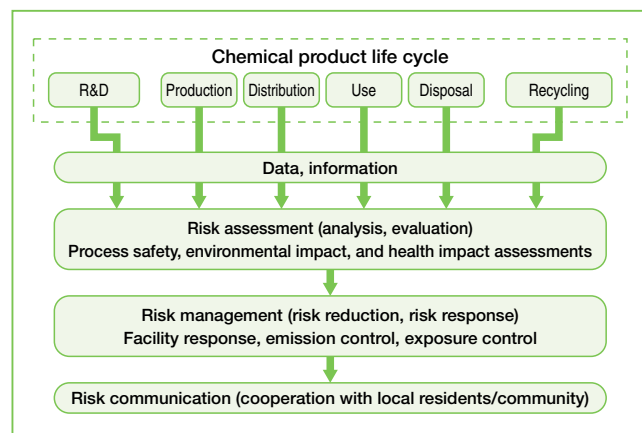 Chemical product life cycle
R&D
Production
Distribution
Use
Disposal
Recycling
Data, information
Risk assessment (analysis, evaluation)
Process safety, environmental impact, and health impact assessments
Risk management (risk reduction, risk response)
Facility response, emission control, exposure control
Risk communication (cooperation with local residents/community)